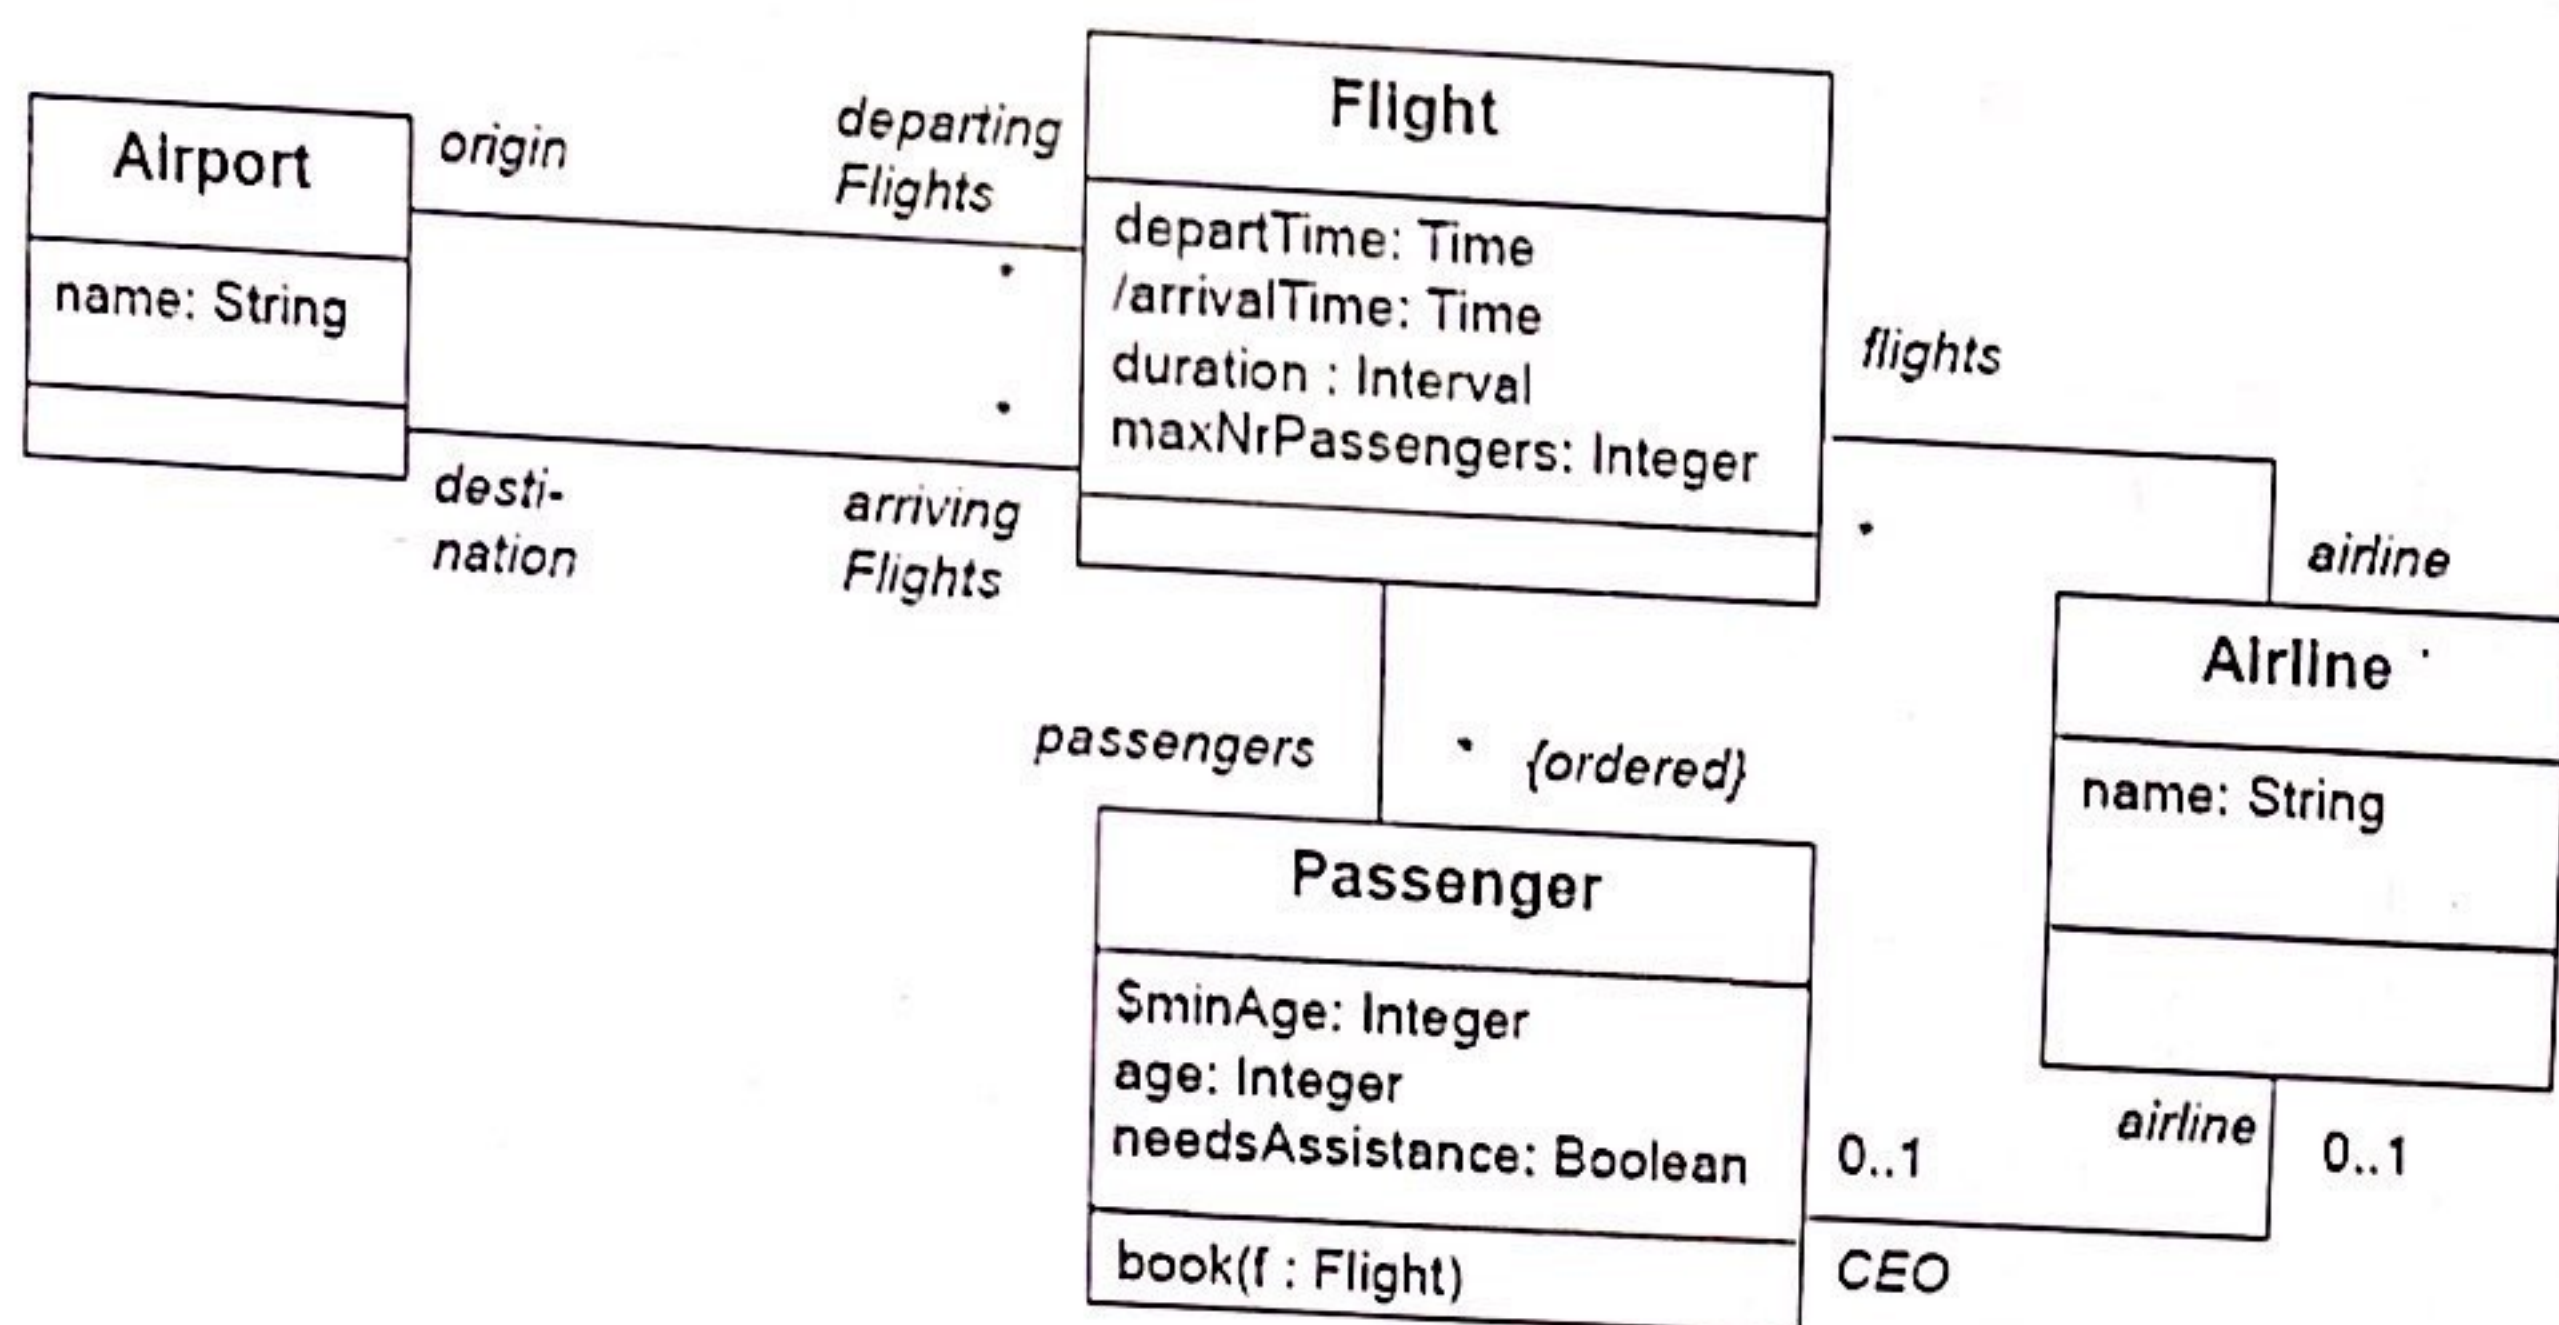 Airport
name: String
origin
departing
Flights
*
*
desti-
nation
arriving
Flights
Flight
departTime: Time
/arrivalTime: Time
duration : Interval
maxNrPassengers: Integer
flights
*
airline
Airline
name: String
passengers
* {ordered}
Passenger
$minAge: Integer
age: Integer
needsAssistance: Boolean
book(f : Flight)
0..1
CEO
airline
0..1